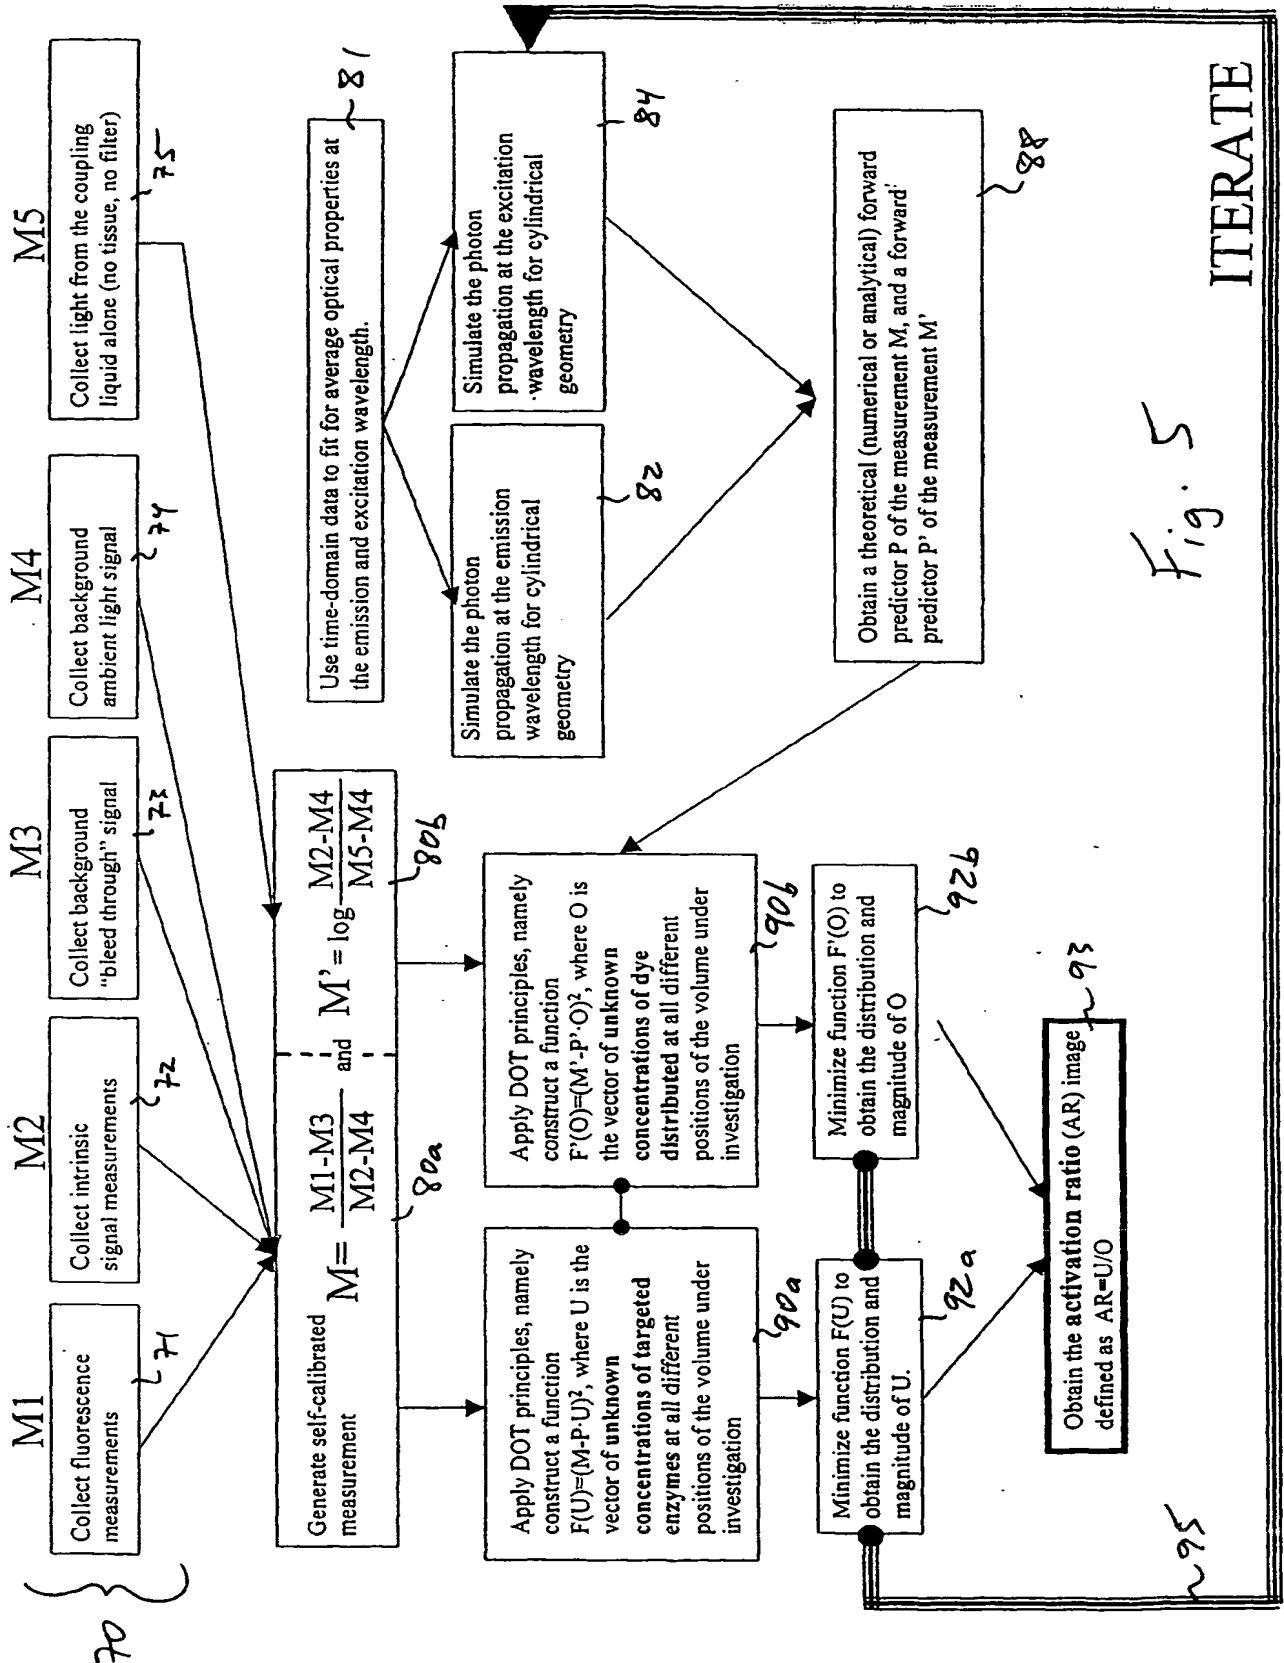 M1
M2
M3
M4
M5
70
Collect fluorescence
measurements
71
Collect intrinsic
signal measurements
72
Collect background
"bleed through" signal
73
Collect background
ambient light signal
74
Collect light from the coupling
liquid alone (no tissue, no filter)
75
Generate self-calibrated
measurement
M= M1-M3
M2-M4
and
M'=log M2-M4
M5-M4
80a
80b
Use time-domain data to fit for average optical properties at
the emission and excitation wavelength.
81
Simulate the photon
propagation at the emission
wavelength for cylindrical
geometry
82
Simulate the photon
propagation at the excitation
wavelength for cylindrical
geometry
84
Apply DOT principles, namely
construct a function
F(U)=(M-P·U)², where U is the
vector of unknown
concentrations of targeted
enzymes at all different
positions of the volume under
investigation
90a
Apply DOT principles, namely
construct a function
F'(O)=(M'-P'·O)², where O is
the vector of unknown
concentrations of dye
distributed at all different
positions of the volume under
investigation
90b
Obtain a theoretical (numerical or analytical) forward
predictor P of the measurement M, and a forward
predictor P' of the measurement M'
88
Minimize function F(U) to
obtain the distribution and
magnitude of U.
92a
Minimize function F'(O) to
obtain the distribution and
magnitude of O
92b
Obtain the activation ratio (AR) image
defined as AR=U/O
93
95
Fig. 5
ITERATE